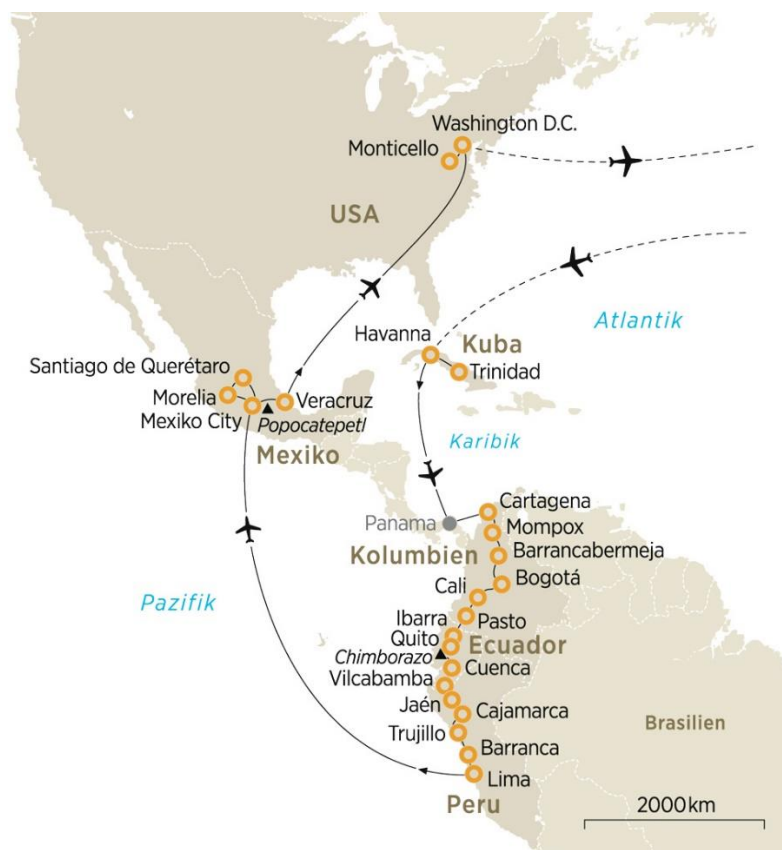 Washington D.C.
Monticello
USA
Atlantik
Havanna
Kuba
Trinidad
Santiago de Querétaro
Morelia
Veracruz
Mexiko City
Popocatepetl
Mexiko
Karibik
Cartagena
Panama
Mompox
Kolumbien
Barrancabermeja
Bogotá
Cali
Pazifik
Ibarra
Pasto
Quito
Ecuador
Chimborazo
Cuenca
Vilcabamba
Jaén
Cajamarca
Trujillo
Brasilien
Barranca
Lima
Peru
2000 km